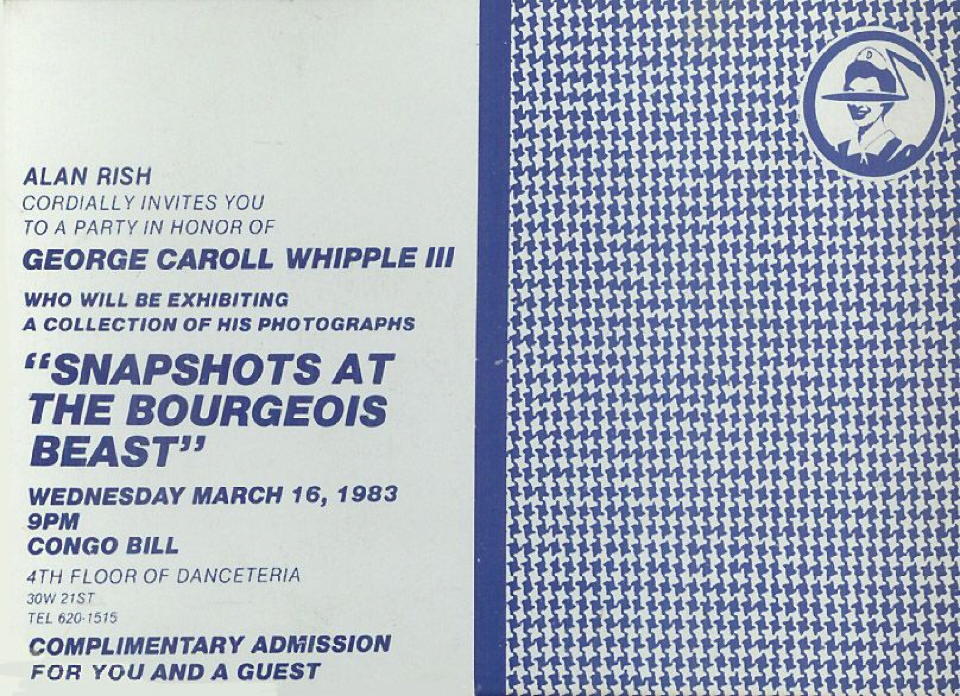 ALAN RISH
CORDIALLY INVITES YOU
TO A PARTY IN HONOR OF
GEORGE CAROLL WHIPPLE III
WHO WILL BE EXHIBITING
A COLLECTION OF HIS PHOTOGRAPHS
"SNAPSHOTS AT
THE BOURGEOIS
BEAST"
WEDNESDAY MARCH 16, 1983
9PM
CONGO BILL
4TH FLOOR OF DANCETERIA
30W 21ST
TEL 620-1515
COMPLIMENTARY ADMISSION
FOR YOU AND A GUEST
D